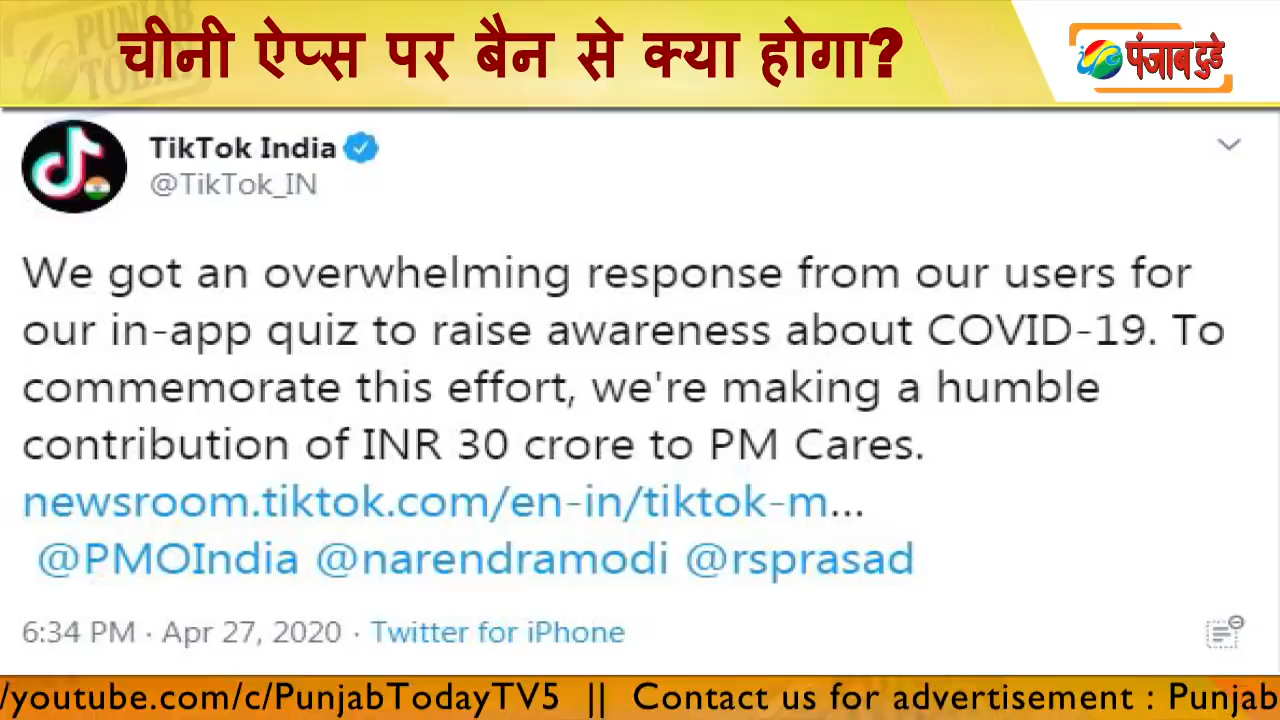 चीनी ऐप्स पर बैन से क्या होगा?
पंजाब टुडे
PUNJAB
TODAY
TikTok India
@TikTok_IN
We got an overwhelming response from our users for
our in-app quiz to raise awareness about COVID-19. To
commemorate this effort, we're making a humble
contribution of INR 30 crore to PM Cares.
newsroom.tiktok.com/en-in/tiktok-m...
@PMOIndia @narendramodi @rsprasad
6:34 PM · Apr 27, 2020 · Twitter for iPhone
/youtube.com/c/PunjabTodayTV5 || Contact us for advertisement : Punjab